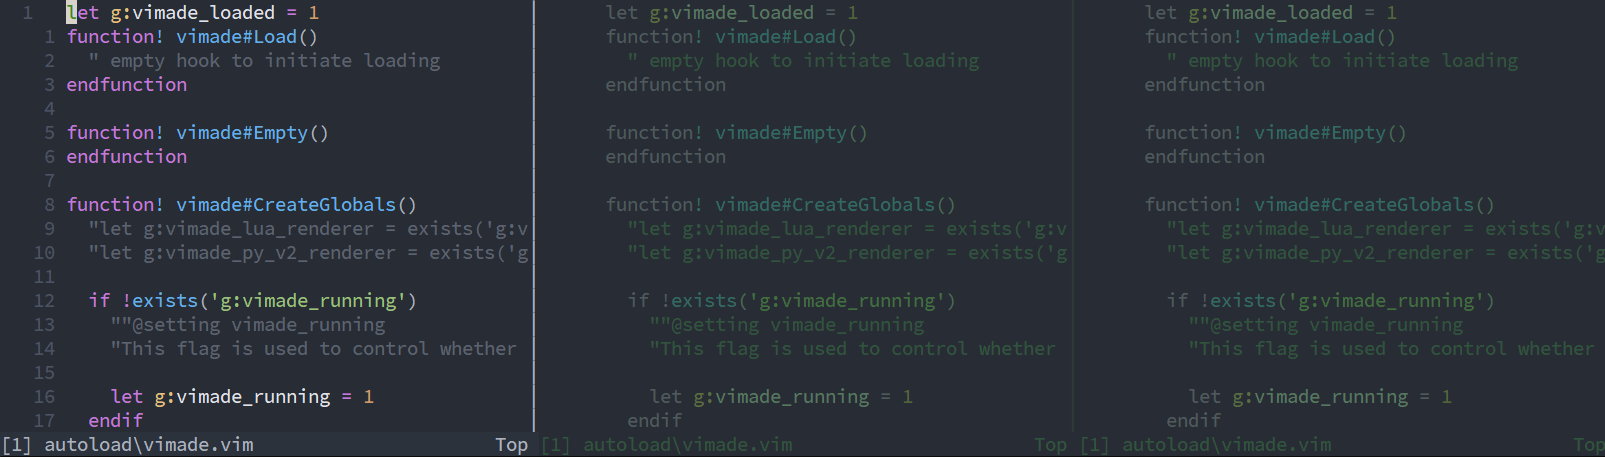 1 let g:vimade_loaded = 1
1 function! vimade#Load()
2 " empty hook to initiate loading
3 endfunction
4
5 function! vimade#Empty()
6 endfunction
7
8 function! vimade#CreateGlobals()
9 "let g:vimade_lua_renderer = exists('g:v
10 "let g:vimade_py_v2_renderer = exists('g
11
12 if !exists('g:vimade_running')
13 ""@setting vimade_running
14 "This flag is used to control whether
15
16 let g:vimade_running = 1
17 endif
[1] autoload\vimade.vim Top
let g:vimade_loaded = 1
function! vimade#Load()
" empty hook to initiate loading
endfunction
function! vimade#Empty()
endfunction
function! vimade#CreateGlobals()
"let g:vimade_lua_renderer = exists('g:v
"let g:vimade_py_v2_renderer = exists('g
if !exists('g:vimade_running')
""@setting vimade_running
"This flag is used to control whether
let g:vimade_running = 1
endif
[1] autoload\vimade.vim Top
let g:vimade_loaded = 1
function! vimade#Load()
" empty hook to initiate loading
endfunction
function! vimade#Empty()
endfunction
function! vimade#CreateGlobals()
"let g:vimade_lua_renderer = exists('g:v
"let g:vimade_py_v2_renderer = exists('g
if !exists('g:vimade_running')
""@setting vimade_running
"This flag is used to control whether
let g:vimade_running = 1
endif
[1] autoload\vimade.vim Top